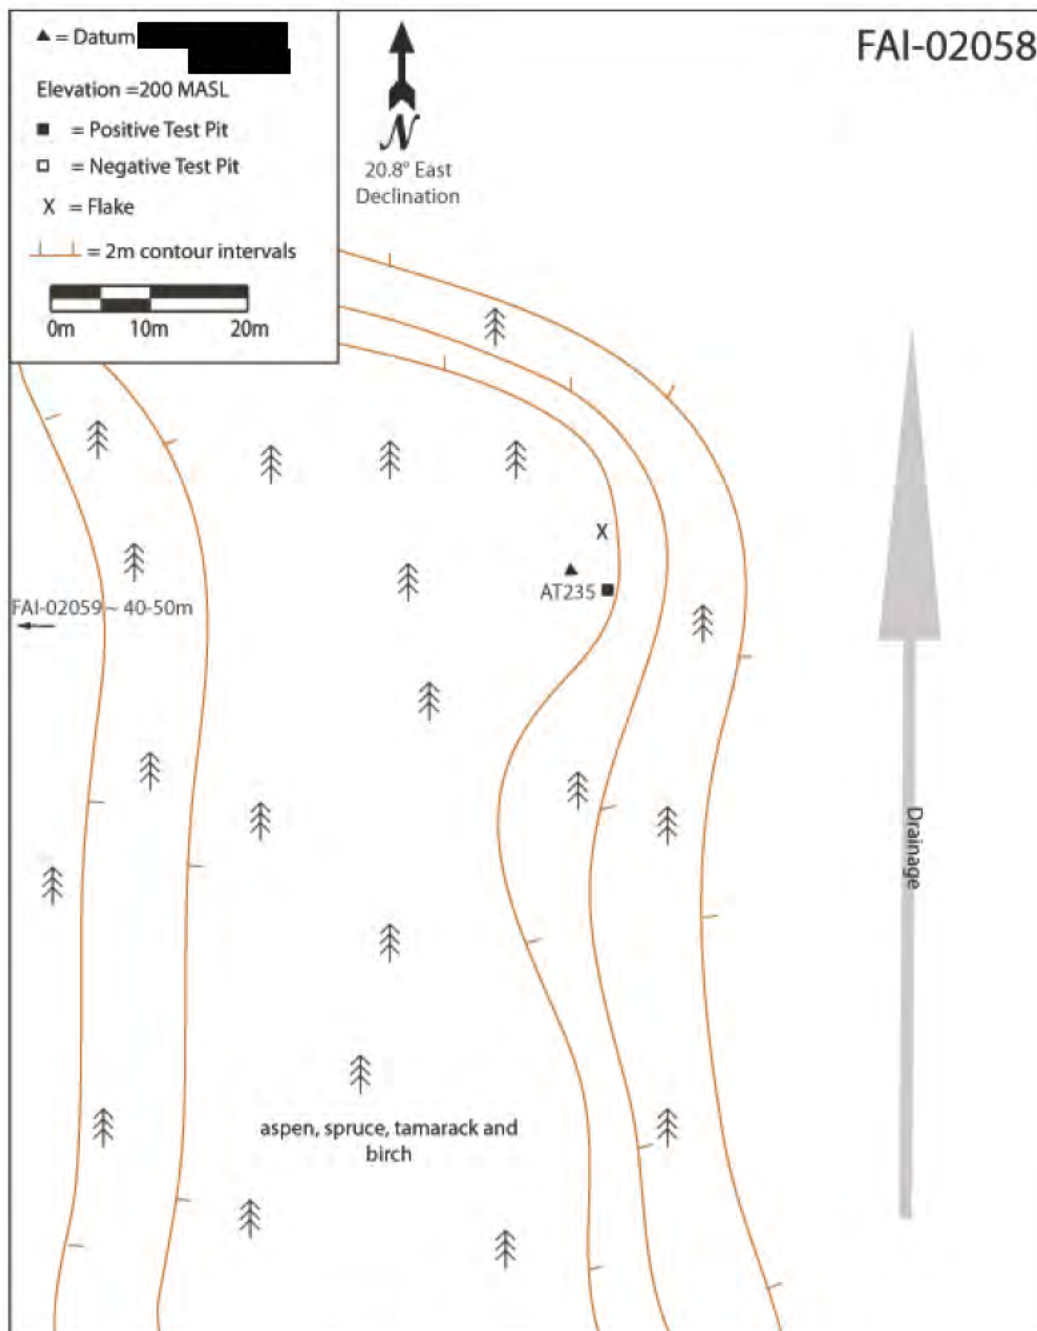 FAI-02058
= Datum
Elevation =200 MASL
= Positive Test Pit
= Negative Test Pit
X = Flake
= 2m contour intervals
0m 10m 20m
N
20.8° East
Declination
X
AT235
FAI-02059 ~ 40-50m
Drainage
aspen, spruce, tamarack and
birch